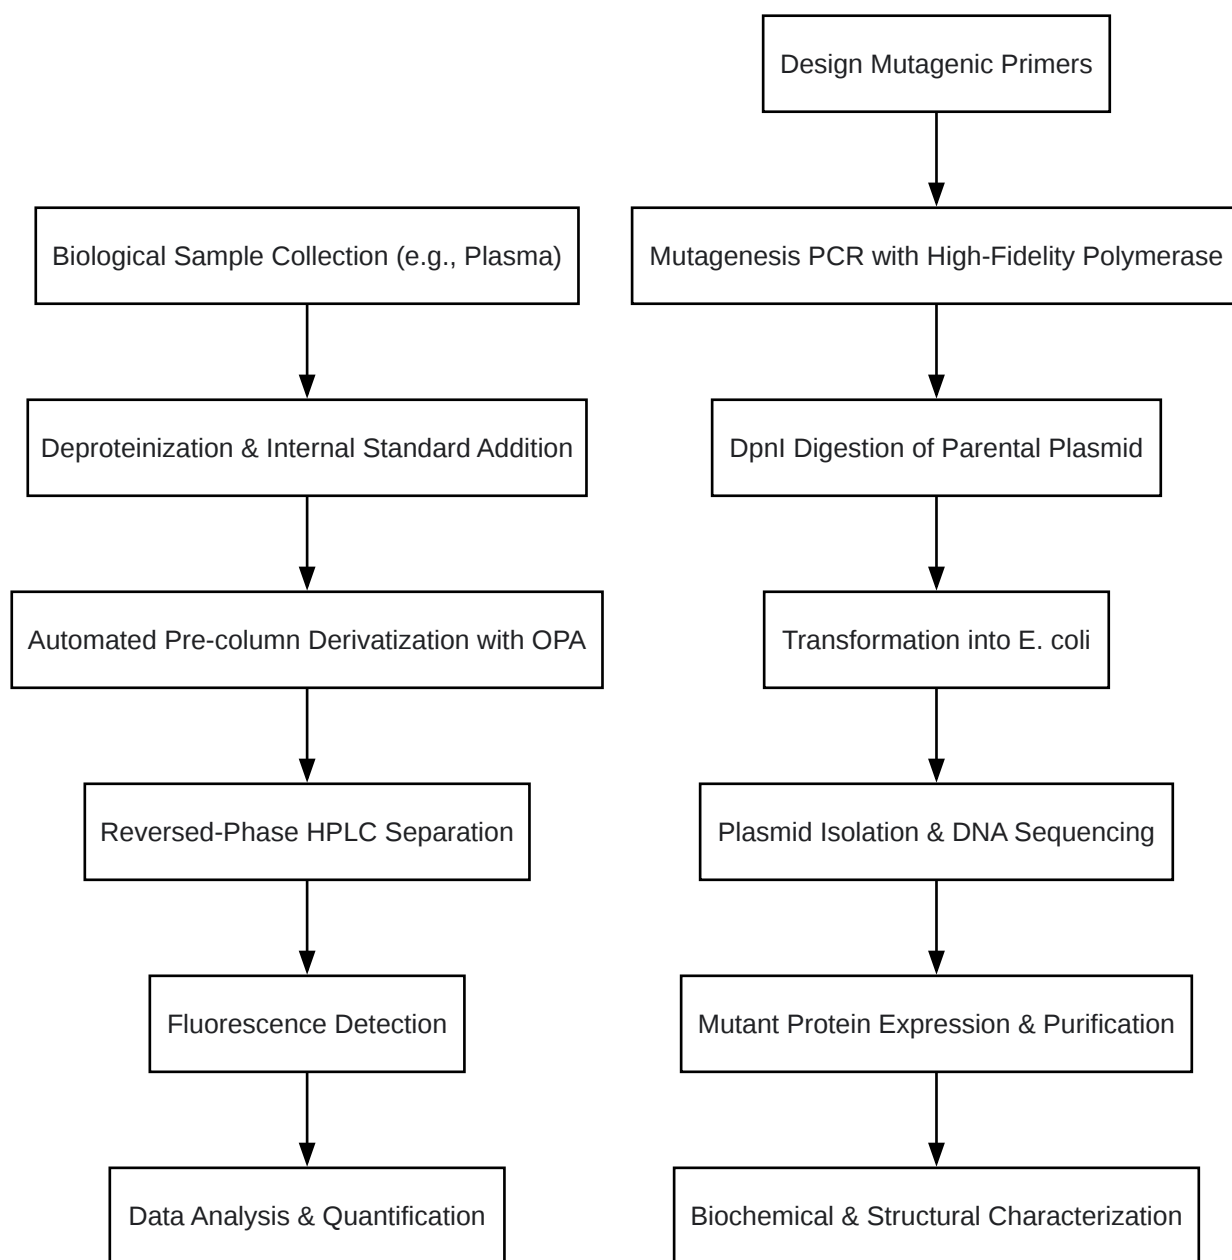 Design Mutagenic Primers
Biological Sample Collection (e.g., Plasma)
Mutagenesis PCR with High-Fidelity Polymerase
Deproteinization & Internal Standard Addition
DpnI Digestion of Parental Plasmid
Automated Pre-column Derivatization with OPA
Transformation into E. coli
Reversed-Phase HPLC Separation
Plasmid Isolation & DNA Sequencing
Fluorescence Detection
Mutant Protein Expression & Purification
Data Analysis & Quantification
Biochemical & Structural Characterization